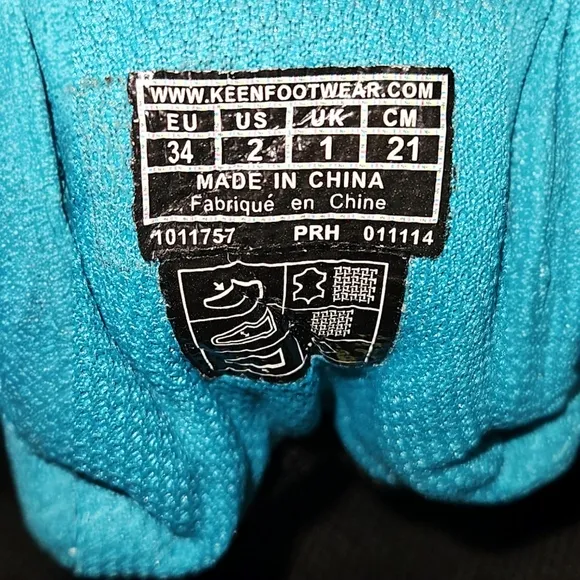 WWW.KEENFOOTWEAR.COM
EU US UK CM
34 2 1 21
MADE IN CHINA
Fabriqué en Chine
1011757 PRH 011114